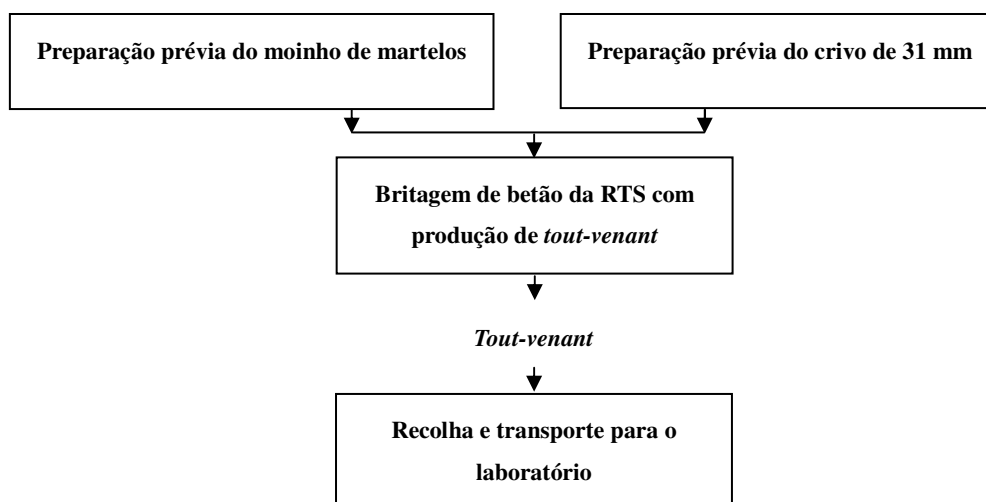 Preparação prévia do moinho de martelos
Preparação prévia do crivo de 31 mm
Britagem de betão da RTS com
produção de tout-venant
Tout-venant
Recolha e transporte para o
laboratório